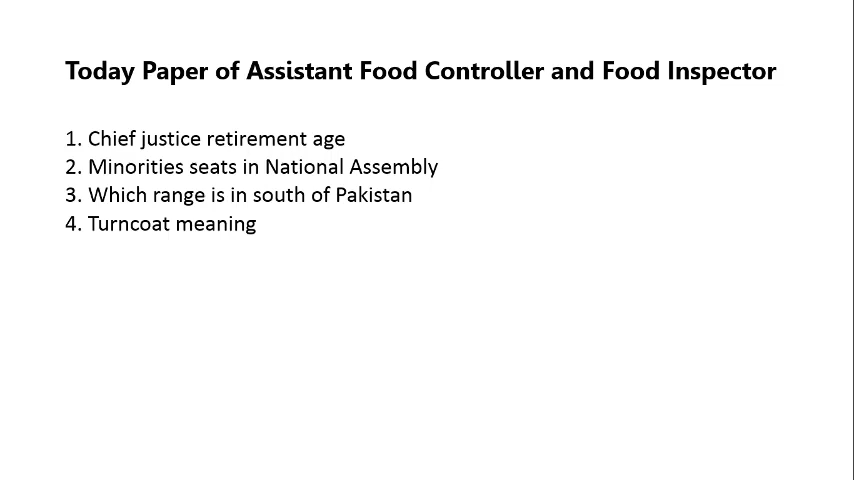 Today Paper of Assistant Food Controller and Food Inspector
1. Chief justice retirement age
2. Minorities seats in National Assembly
3. Which range is in south of Pakistan
4. Turncoat meaning